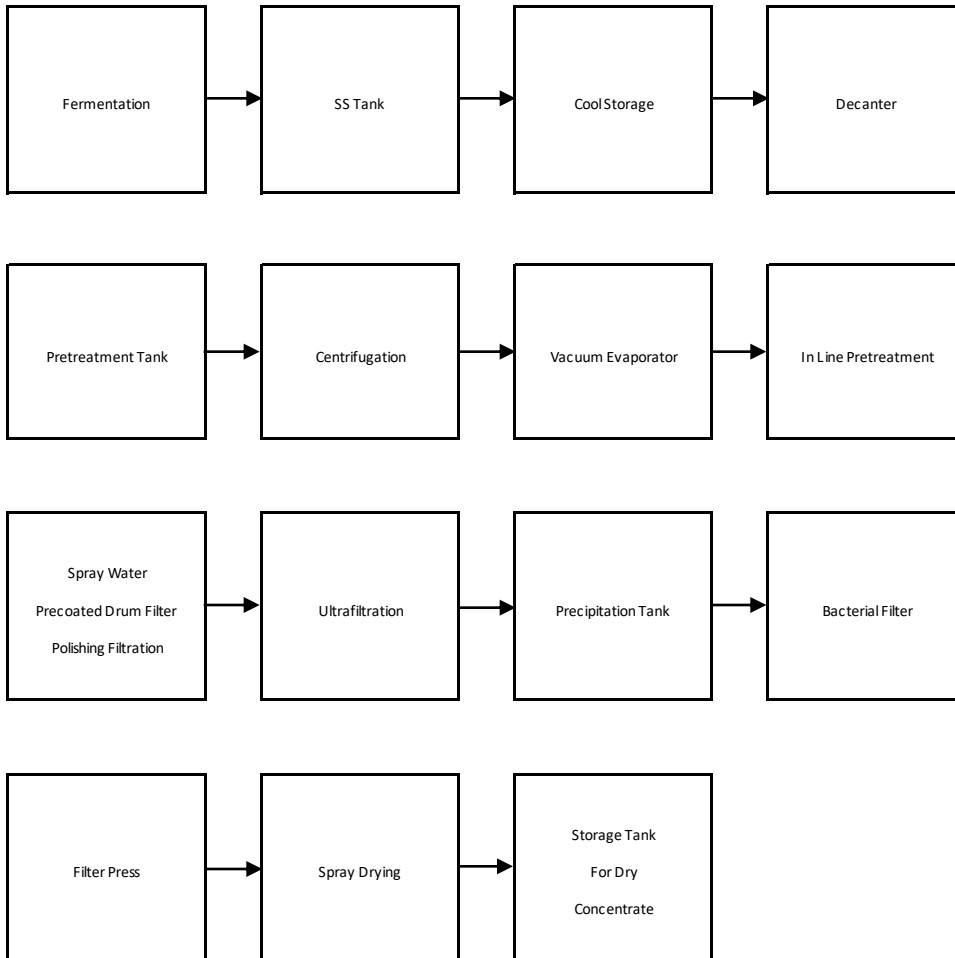 Fermentation
SS Tank
Cool Storage
Decanter
Pretreatment Tank
Centrifugation
Vacuum Evaporator
In Line Pretreatment
Spray Water
Precoated Drum Filter
Polishing Filtration
Ultrafiltration
Precipitation Tank
Bacterial Filter
Filter Press
Spray Drying
Storage Tank
For Dry
Concentrate